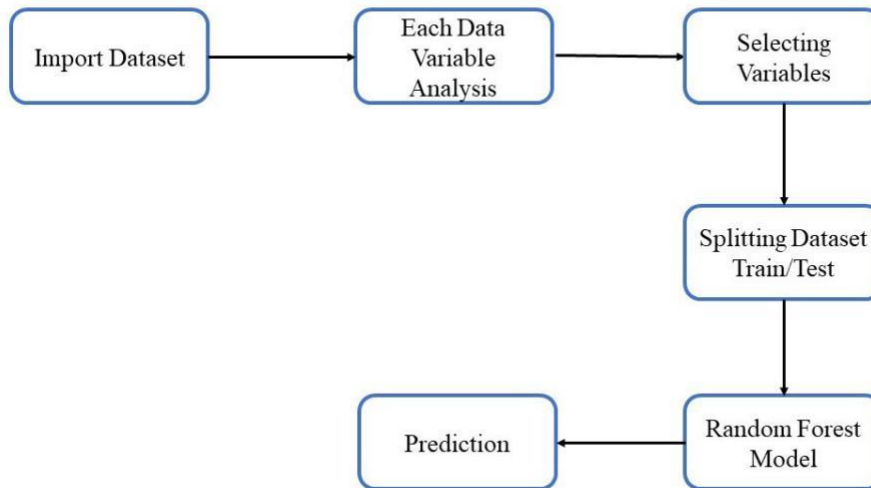 Import Dataset
Each Data
Variable
Analysis
Selecting
Variables
Splitting Dataset
Train/Test
Random Forest
Model
Prediction